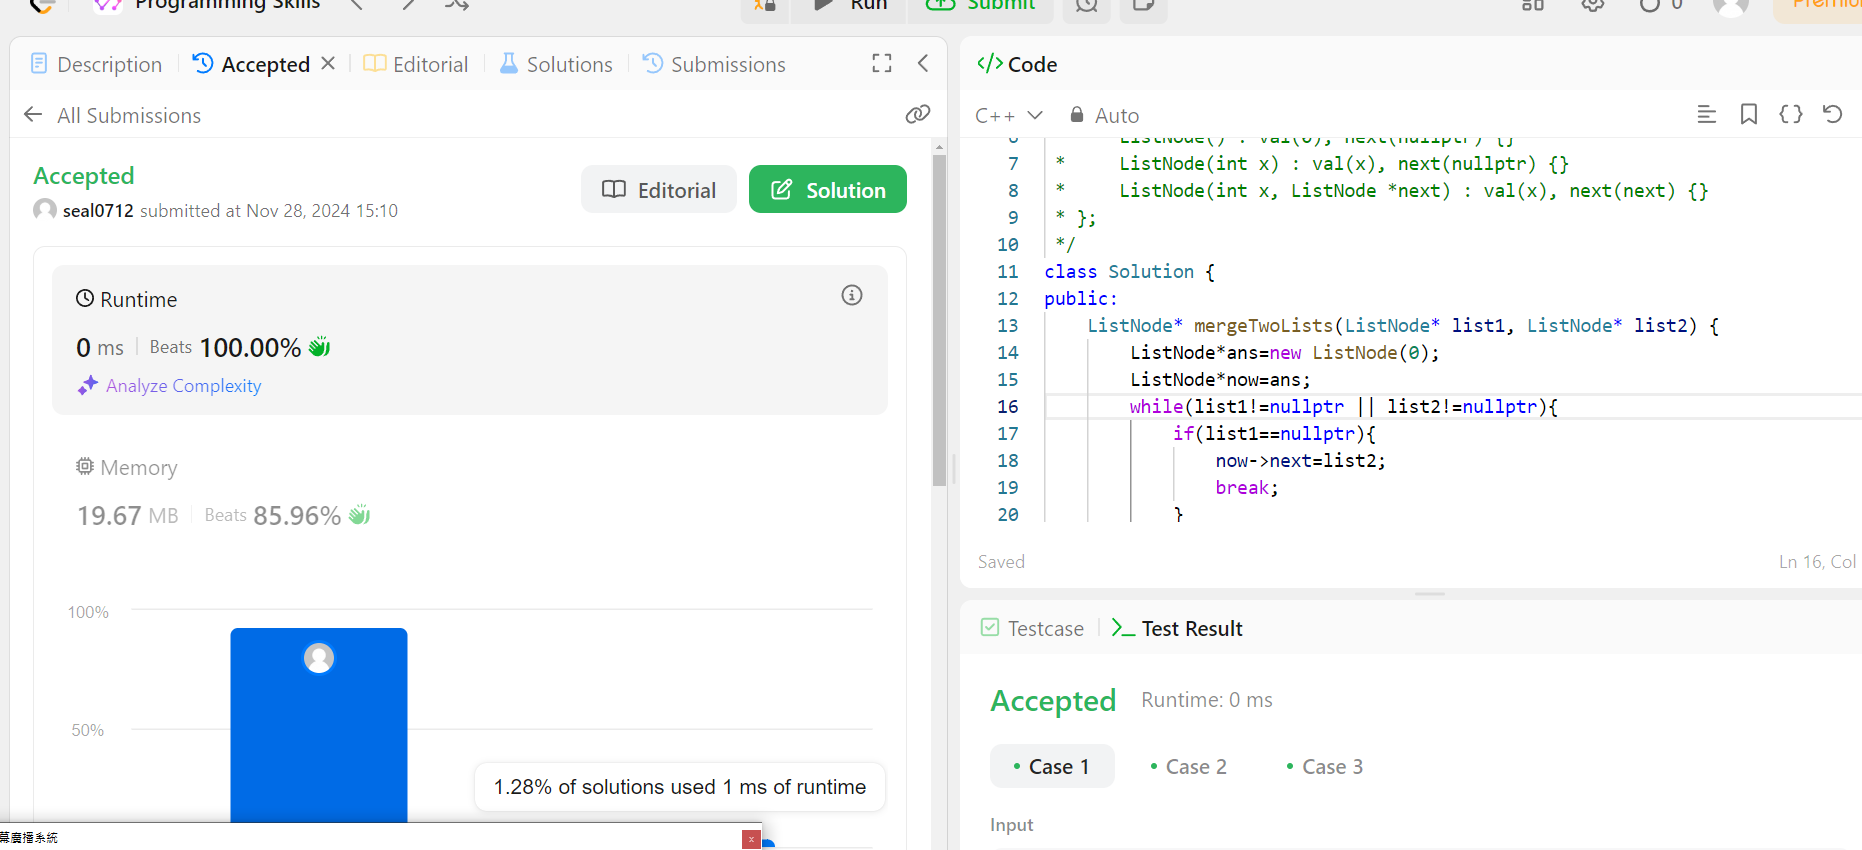 Programming Skills
Run
Submit
0
Premium
Description
Accepted
Editorial
Solutions
Submissions
All Submissions
Accepted
seal0712 submitted at Nov 28, 2024 15:10
Editorial
Solution
Runtime
0 ms
Beats 100.00%
Analyze Complexity
Memory
19.67 MB
Beats 85.96%
100%
50%
1.28% of solutions used 1 ms of runtime
幕廣播系統
x
</> Code
C++
Auto
6 ListNode() : val(0), next(nullptr) {}
7 * ListNode(int x) : val(x), next(nullptr) {}
8 * ListNode(int x, ListNode *next) : val(x), next(next) {}
9 * };
10 */
11 class Solution {
12 public:
13 ListNode* mergeTwoLists(ListNode* list1, ListNode* list2) {
14 ListNode*ans=new ListNode(0);
15 ListNode*now=ans;
16 while(list1!=nullptr || list2!=nullptr){
17 if(list1==nullptr){
18 now->next=list2;
19 break;
20 }
Saved
Ln 16, Col
Testcase
Test Result
Accepted
Runtime: 0 ms
Case 1
Case 2
Case 3
Input